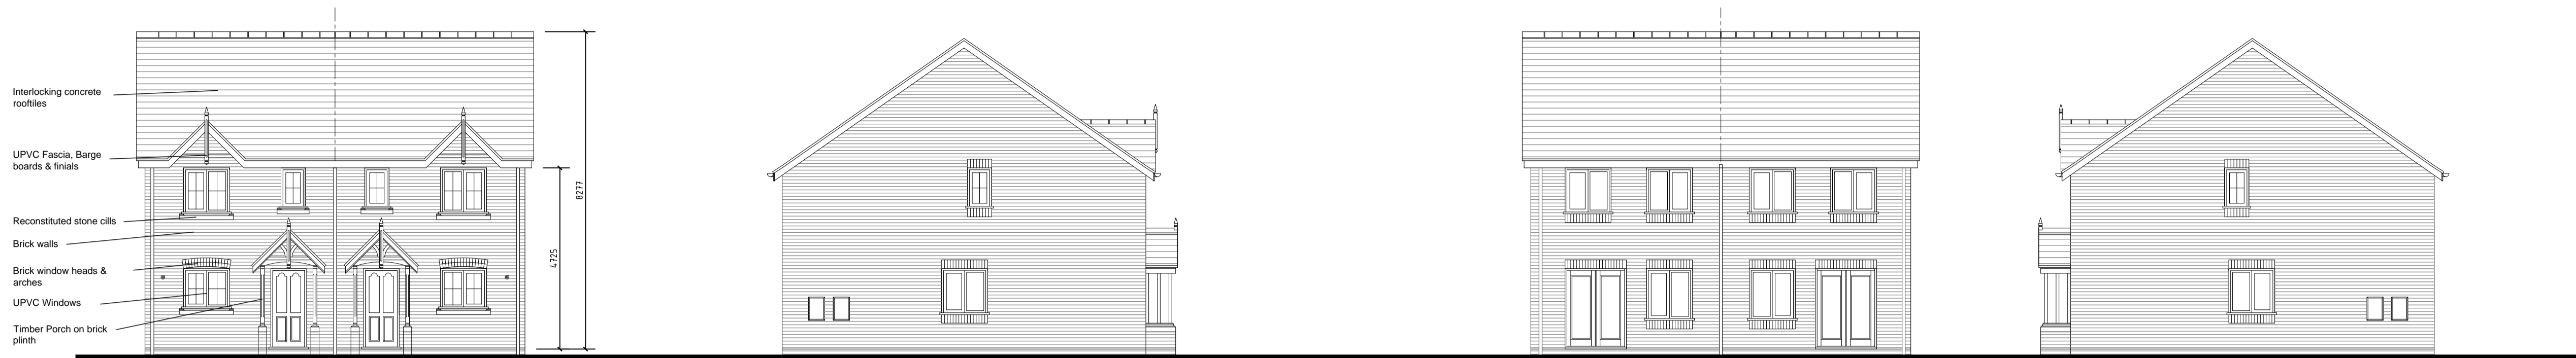 Interlocking concrete
rooftiles
UPVC Fascia, Barge
boards & finials
Reconstituted stone cills
Brick walls
Brick window heads &
arches
UPVC Windows
Timber Porch on brick
plinth
8277
4725